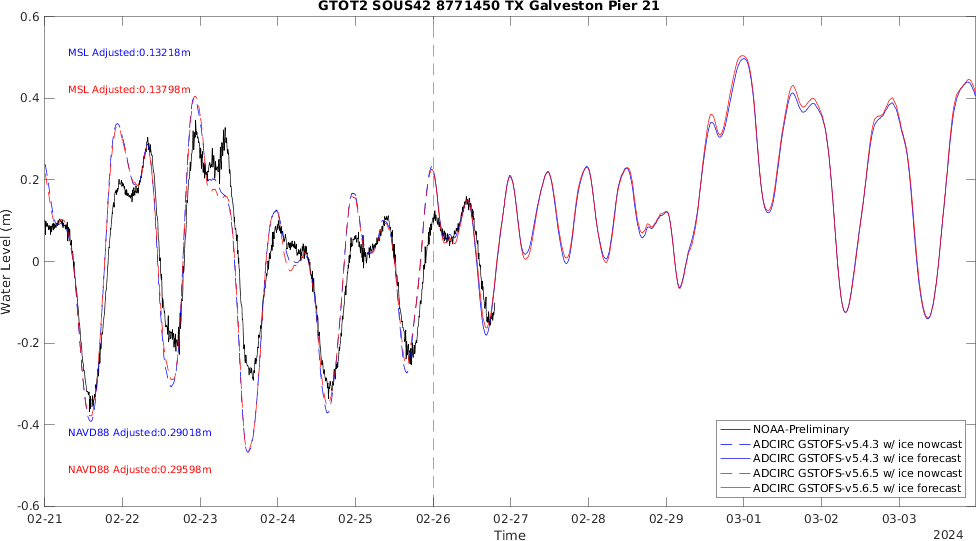 GTOT2 SOUS42 8771450 TX Galveston Pier 21
0.6
MSL Adjusted:0.13218m
MSL Adjusted:0.13798m
0.4
0.2
0
-0.2
-0.4
-0.6
Water Level (m)
NAVD88 Adjusted:0.29018m
NAVD88 Adjusted:0.29598m
NOAA-Preliminary
ADCIRC GSTOFS-v5.4.3 w/ ice nowcast
ADCIRC GSTOFS-v5.4.3 w/ ice forecast
ADCIRC GSTOFS-v5.6.5 w/ ice nowcast
ADCIRC GSTOFS-v5.6.5 w/ ice forecast
02-21 02-22 02-23 02-24 02-25 02-26 02-27 02-28 02-29 03-01 03-02 03-03
Time
2024